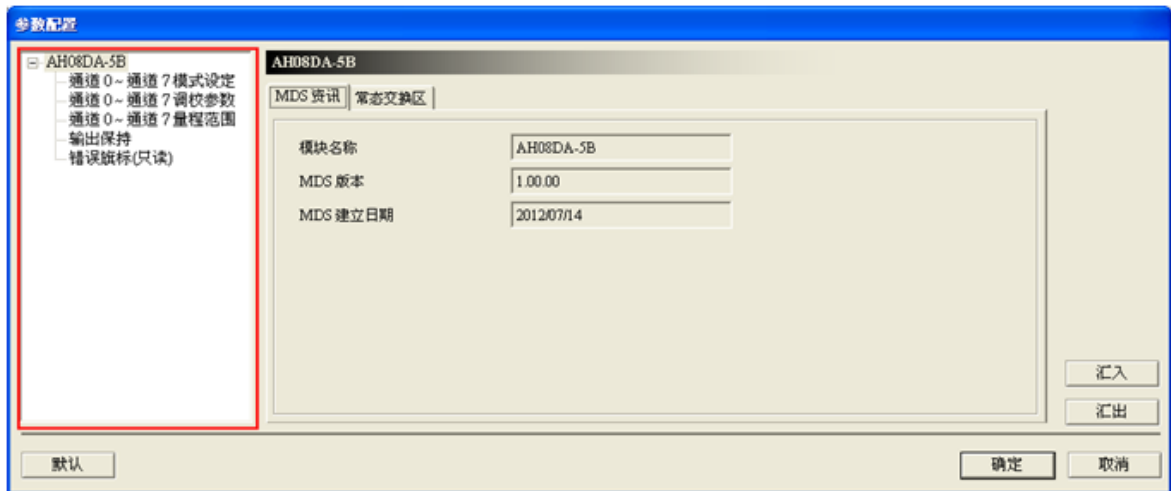 参数配置
AH08DA-5B
通道 0 ~ 通道 7 模式设定
通道 0 ~ 通道 7 调校参数
通道 0 ~ 通道 7 量程范围
输出保持
错误旗标(只读)
AH08DA-5B
MDS 资讯 常态交换区
模块名称 AH08DA-5B
MDS 版本 1.00.00
MDS 建立日期 2012/07/14
汇入
汇出
默认 确定 取消